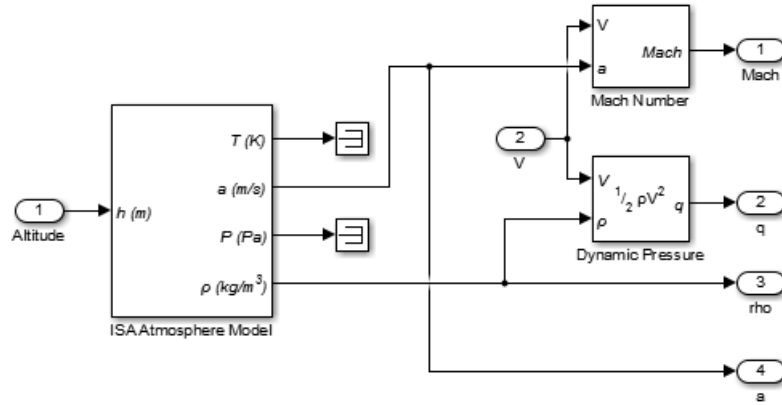 1
Altitude
h (m)
T (K)
a (m/s)
P (Pa)
ρ (kg/m³)
ISA Atmosphere Model
2
V
V
a
Mach
Mach Number
V
ρ
½ ρV²
q
Dynamic Pressure
1
Mach
2
q
3
rho
4
a